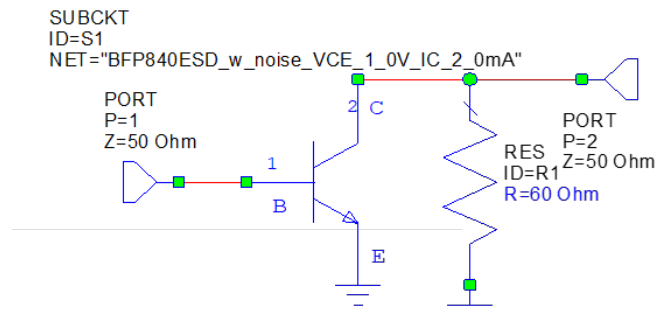 SUBCKT
ID=S1
NET="BFP840ESD_w_noise_VCE_1_0V_IC_2_0mA"
PORT
P=1
Z=50 Ohm
2
C
1
B
E
RES
ID=R1
R=60 Ohm
PORT
P=2
Z=50 Ohm